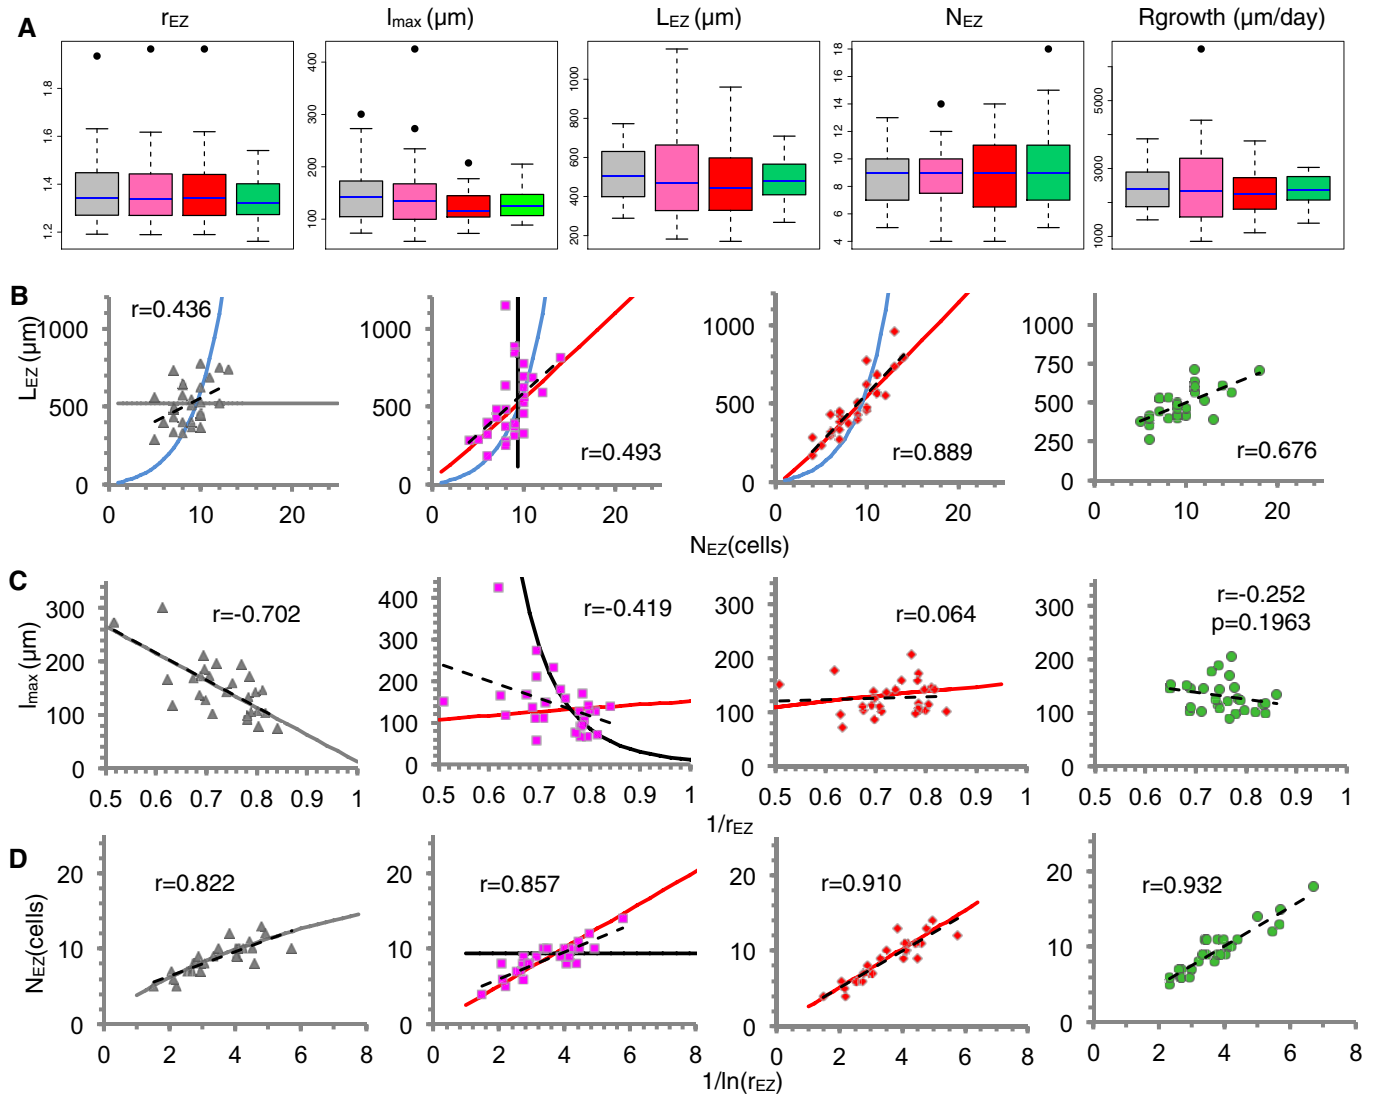 A
rEZ
lmax (µm)
LEZ (µm)
NEZ
Rgrowth (µm/day)
1.2 1.4 1.6 1.8
100 200 300 400
200 400 600 800 1000
4 6 8 10 12 14 16 18
1000 3000 5000
B
LEZ (µm)
1000
500
0
0 10 20
r=0.436
1000
500
0
0 10 20
r=0.493
1000
500
0
0 10 20
r=0.889
1000
750
500
250
0
0 10 20
r=0.676
NEZ(cells)
C
lmax (µm)
300
200
100
0
0.5 0.6 0.7 0.8 0.9 1
r=-0.702
400
300
200
100
0
0.5 0.6 0.7 0.8 0.9 1
r=-0.419
300
200
100
0
0.5 0.6 0.7 0.8 0.9 1
r=0.064
300
200
100
0
0.5 0.6 0.7 0.8 0.9 1
r=-0.252
p=0.1963
1/rEZ
D
NEZ(cells)
20
10
0
0 2 4 6 8
r=0.822
20
10
0
0 2 4 6 8
r=0.857
20
10
0
0 2 4 6 8
r=0.910
20
10
0
0 2 4 6 8
r=0.932
1/ln(rEZ)